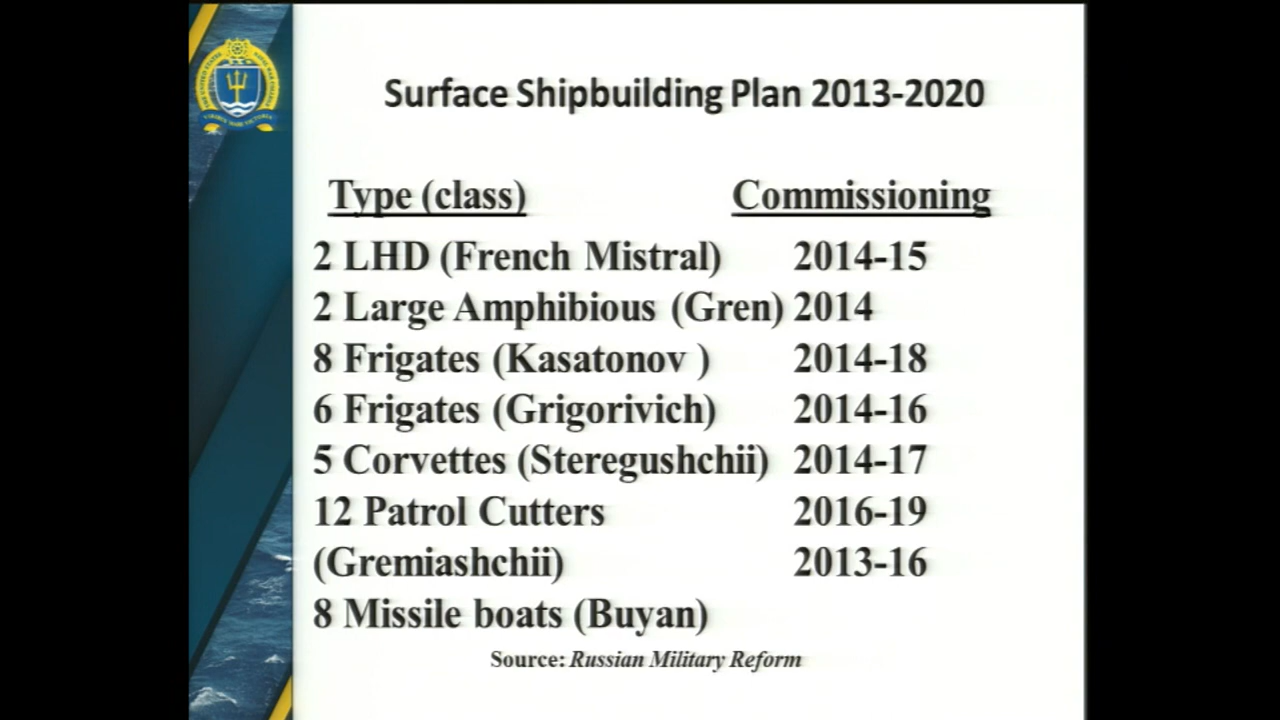 Surface Shipbuilding Plan 2013-2020
Type (class) Commissioning
2 LHD (French Mistral) 2014-15
2 Large Amphibious (Gren) 2014
8 Frigates (Kasatonov ) 2014-18
6 Frigates (Grigorivich) 2014-16
5 Corvettes (Steregushchii) 2014-17
12 Patrol Cutters 2016-19
(Gremiashchii) 2013-16
8 Missile boats (Buyan)
Source: Russian Military Reform